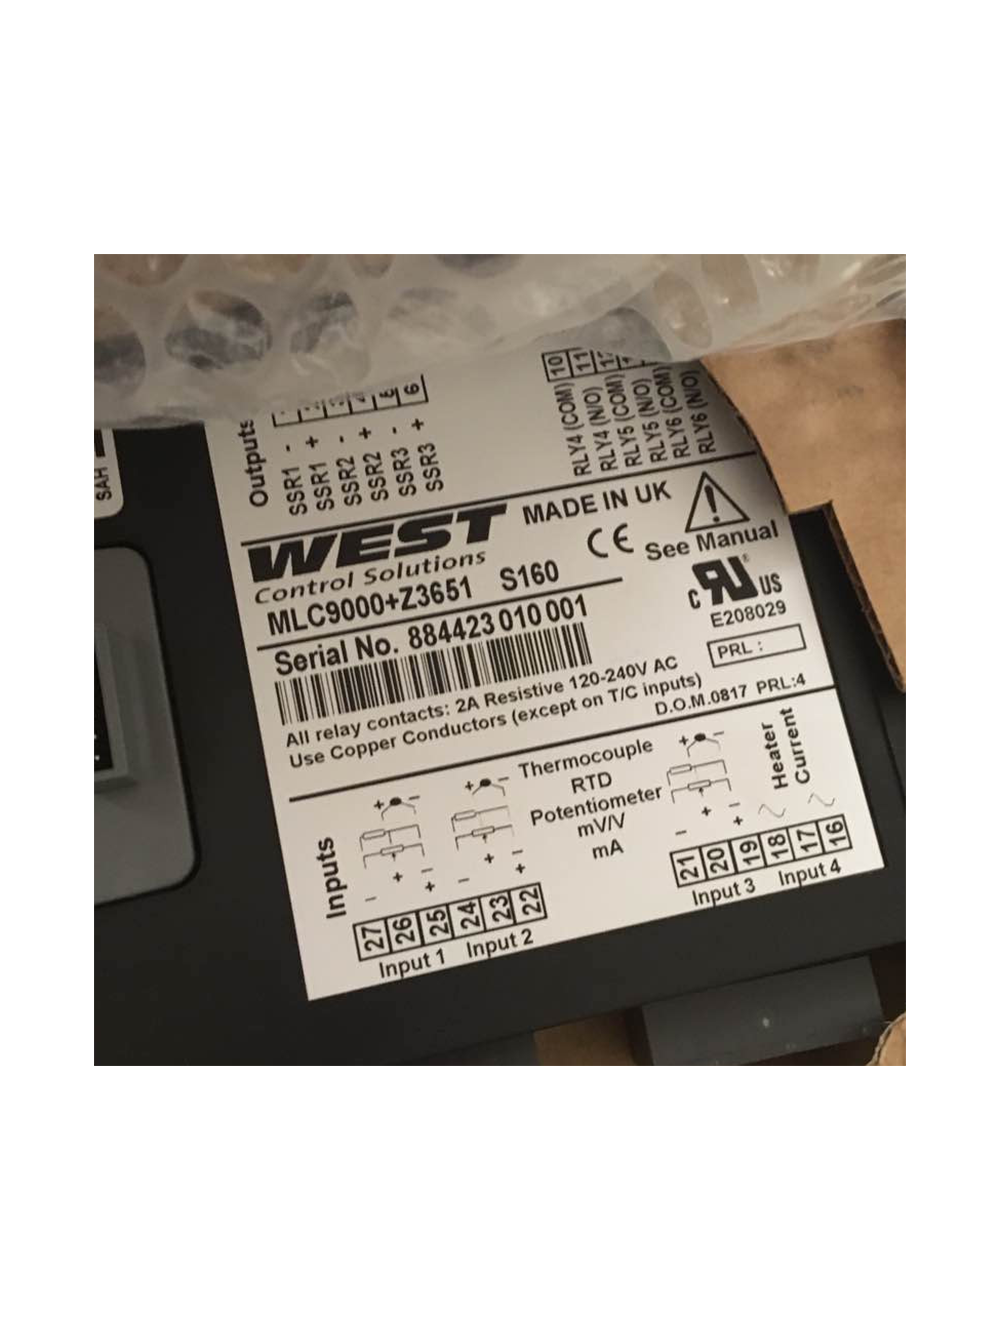 SAH
Outputs
SSR1 -
SSR1 +
SSR2 -
SSR2 +
SSR3 -
SSR3 +
6
10
11
RLY4 (COM)
RLY4 (N/O)
RLY5 (COM)
RLY5 (N/O)
RLY6 (COM)
RLY6 (N/O)
WEST
Control Solutions
MADE IN UK
CE
See Manual
MLC9000+Z3651 S160
Serial No. 884423 010 001
C RU ® US
E208029
PRL :
All relay contacts: 2A Resistive 120-240V AC
Use Copper Conductors (except on T/C inputs)
D.O.M.0817 PRL:4
Inputs
Thermocouple
RTD
Potentiometer
mV/V
mA
Heater
Current
27 26 25 24 23 22
Input 1 Input 2
21 20 19 18 17 16
Input 3 Input 4